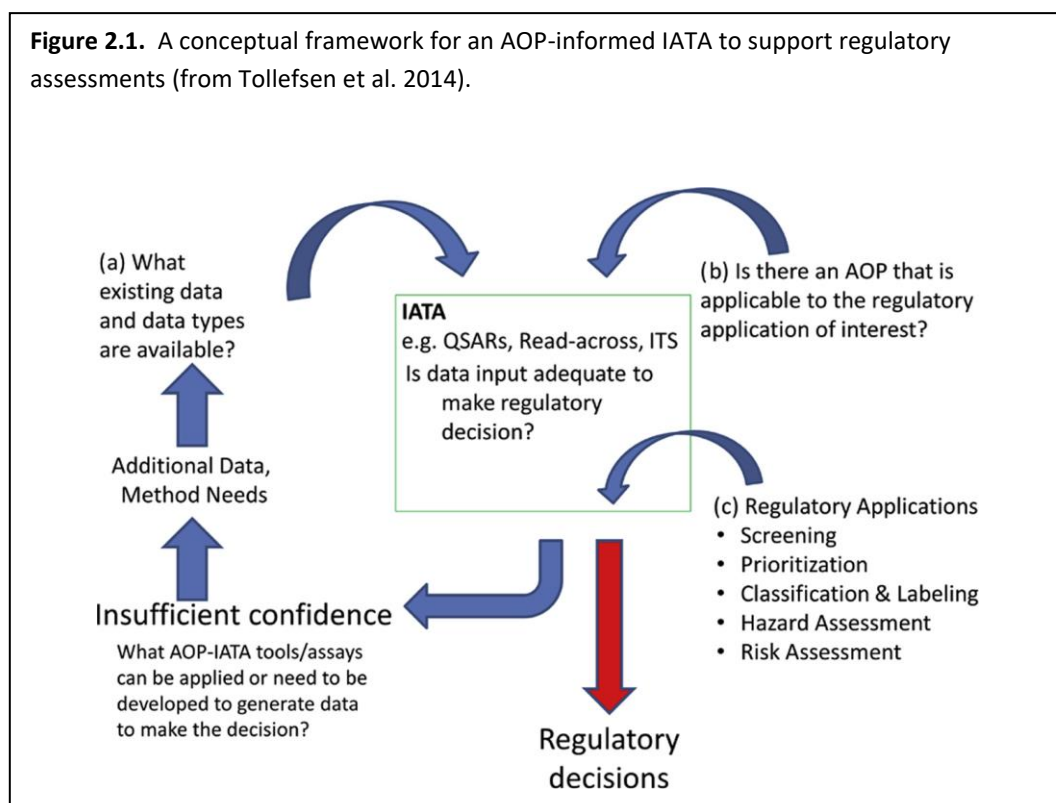 Figure 2.1. A conceptual framework for an AOP-informed IATA to support regulatory
assessments (from Tollefsen et al. 2014).
(a) What
existing data
and data types
are available?
IATA
e.g. QSARs, Read-across, ITS
Is data input adequate to
make regulatory
decision?
(b) Is there an AOP that is
applicable to the regulatory
application of interest?
Additional Data,
Method Needs
(c) Regulatory Applications
• Screening
• Prioritization
• Classification & Labeling
• Hazard Assessment
• Risk Assessment
Insufficient confidence
What AOP-IATA tools/assays
can be applied or need to be
developed to generate data
to make the decision?
Regulatory
decisions